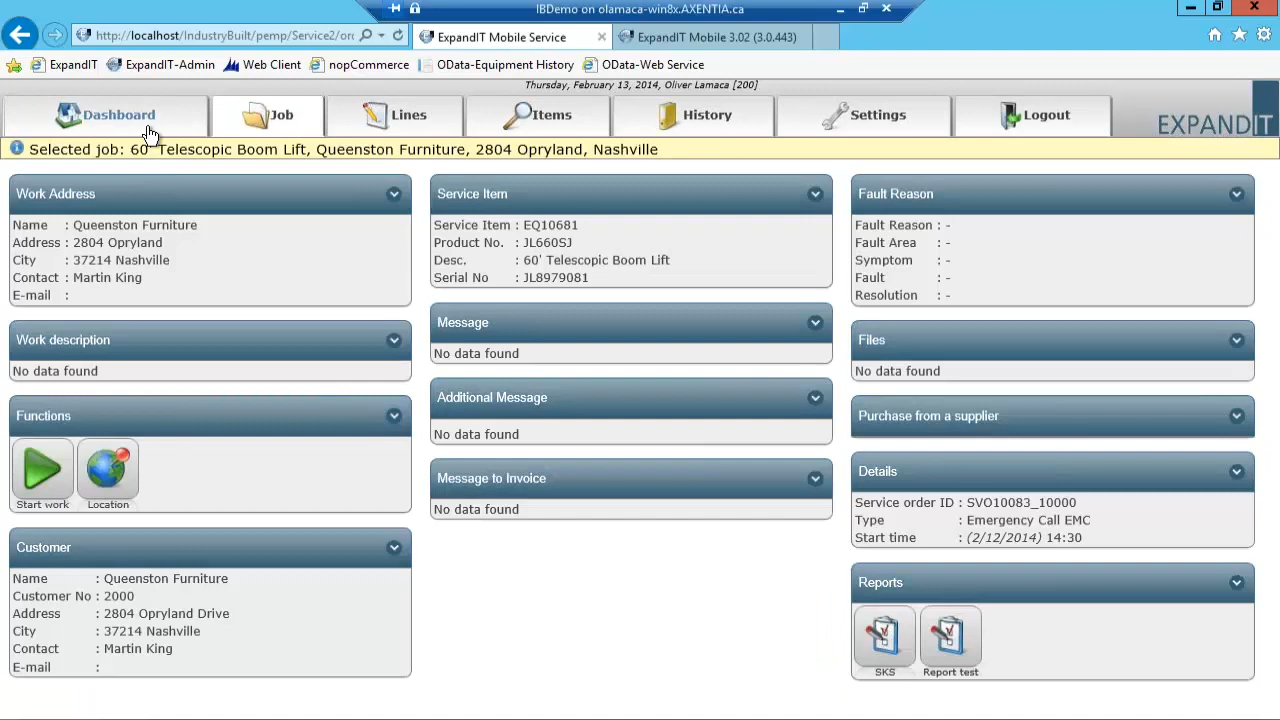 IBDemo on olamaca-win8x.AXENTIA.ca
http://localhost/IndustryBuilt/pemp/Service2/or
ExpandIT Mobile Service
ExpandIT Mobile 3.02 (3.0.443)
ExpandIT
ExpandIT-Admin
Web Client
nopCommerce
OData-Equipment History
OData-Web Service
Thursday, February 13, 2014, Oliver Lamaca [200]
Dashboard
Job
Lines
Items
History
Settings
Logout
EXPANDIT
Selected job: 60' Telescopic Boom Lift, Queenston Furniture, 2804 Opryland, Nashville
Work Address
Name : Queenston Furniture
Address : 2804 Opryland
City : 37214 Nashville
Contact : Martin King
E-mail :
Work description
No data found
Functions
Start work
Location
Customer
Name : Queenston Furniture
Customer No : 2000
Address : 2804 Opryland Drive
City : 37214 Nashville
Contact : Martin King
E-mail :
Service Item
Service Item : EQ10681
Product No. : JL660SJ
Desc. : 60' Telescopic Boom Lift
Serial No : JL8979081
Message
No data found
Additional Message
No data found
Message to Invoice
No data found
Fault Reason
Fault Reason : -
Fault Area : -
Symptom : -
Fault : -
Resolution : -
Files
No data found
Purchase from a supplier
Details
Service order ID : SVO10083_10000
Type : Emergency Call EMC
Start time : (2/12/2014) 14:30
Reports
SKS
Report test